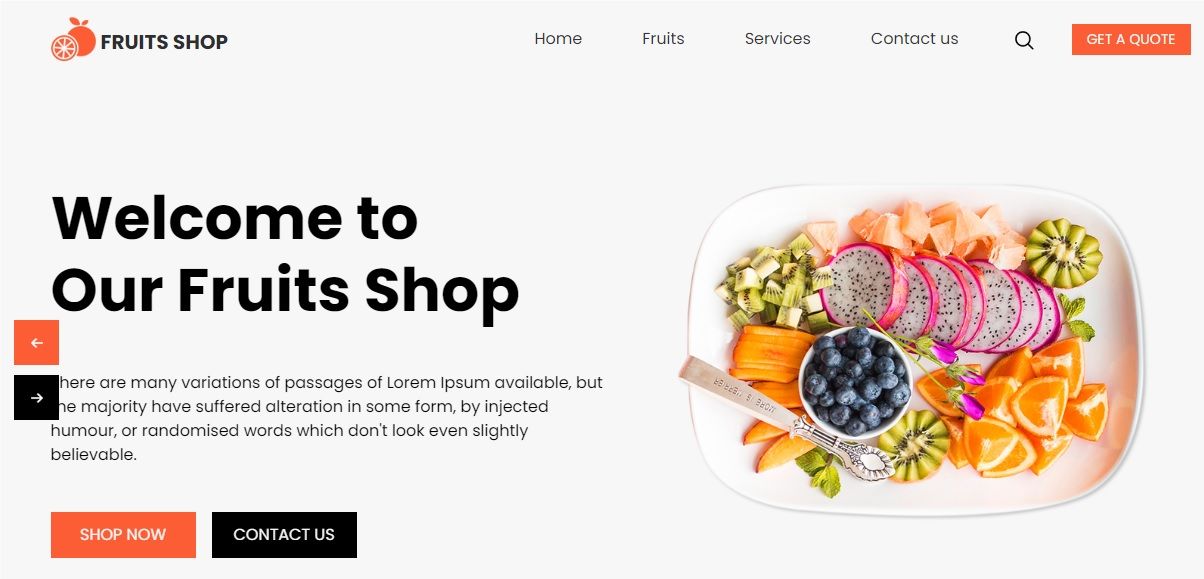 FRUITS SHOP
Home
Fruits
Services
Contact us
GET A QUOTE
Welcome to
Our Fruits Shop
here are many variations of passages of Lorem Ipsum available, but
he majority have suffered alteration in some form, by injected
humour, or randomised words which don't look even slightly
believable.
SHOP NOW
CONTACT US